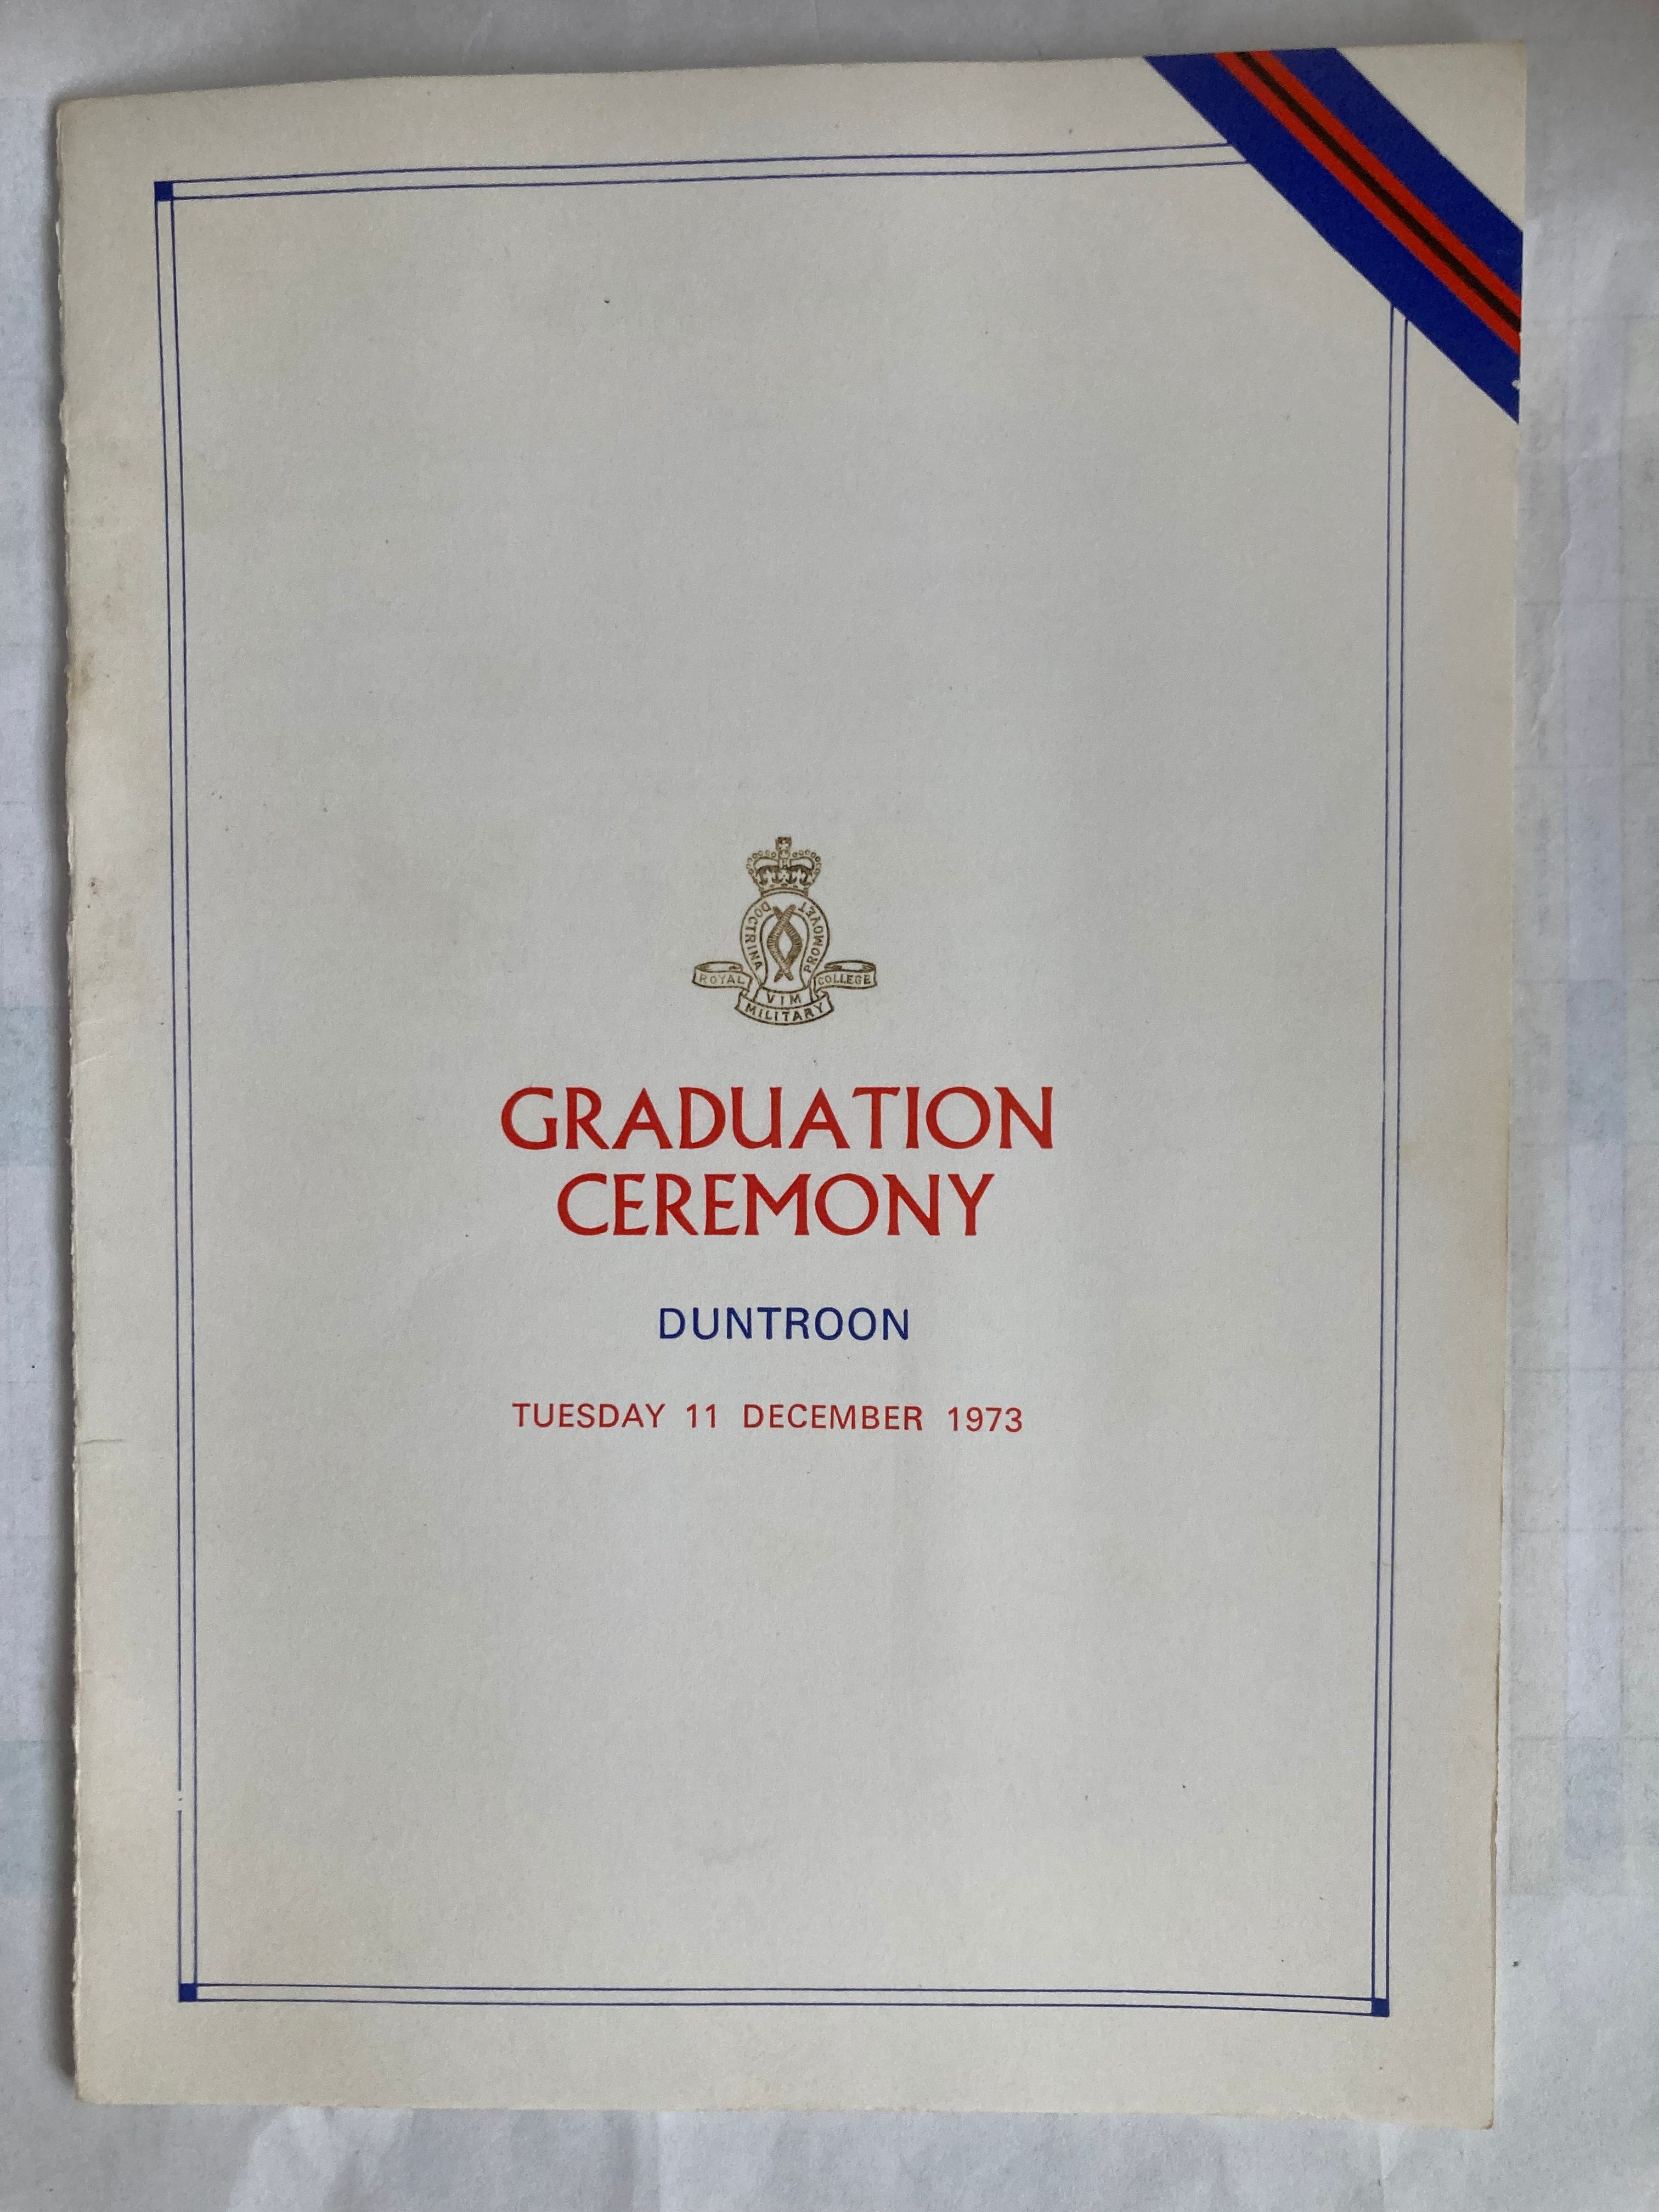 DOCTRINA
PROMOVET
VIM
ROYAL
MILITARY
COLLEGE
GRADUATION
CEREMONY
DUNTROON
TUESDAY 11 DECEMBER 1973